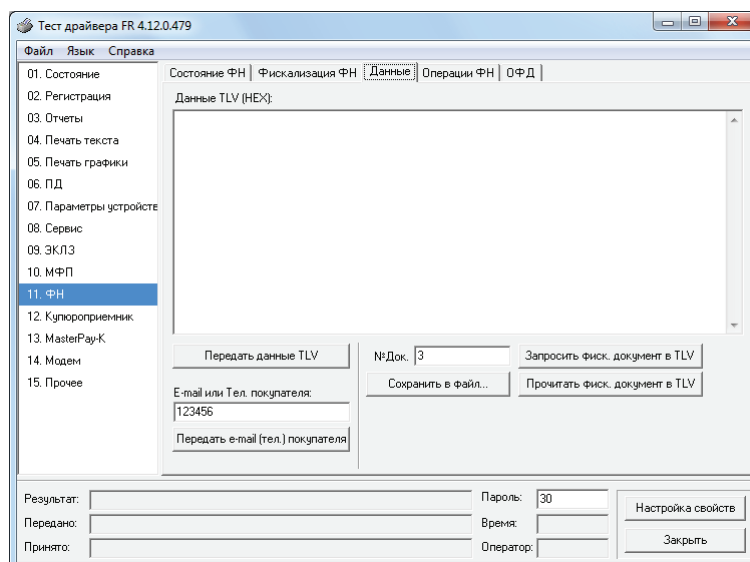 Тест драйвера FR 4.12.0.479
Файл Язык Справка
01. Состояние
02. Регистрация
03. Отчеты
04. Печать текста
05. Печать графики
06. ПД
07. Параметры устройств
08. Сервис
09. ЭКЛЗ
10. МФП
11. ФН
12. Купюроприемник
13. MasterPay-K
14. Модем
15. Прочее
Состояние ФН Фискализация ФН Данные Операции ФН ОФД
Данные TLV (HEX):
Передать данные TLV
E-mail или Тел. покупателя:
123456
Передать e-mail (тел.) покупателя
№Док. 3
Сохранить в файл...
Запросить фиск. документ в TLV
Прочитать фиск. документ в TLV
Результат:
Передано:
Принято:
Пароль: 30
Время:
Оператор:
Настройка свойств
Закрыть